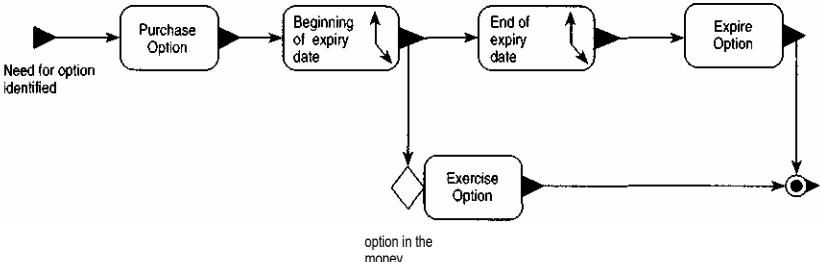 Need for option
identified
Purchase
Option
Beginning
of expiry
date
End of
expiry
date
Expire
Option
Exercise
Option
option in the
money